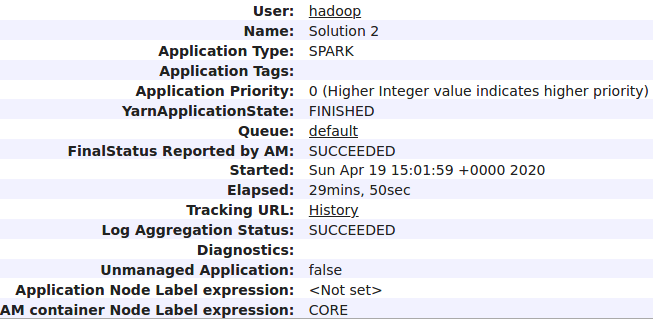 User: hadoop
Name: Solution 2
Application Type: SPARK
Application Tags:
Application Priority: 0 (Higher Integer value indicates higher priority)
YarnApplicationState: FINISHED
Queue: default
FinalStatus Reported by AM: SUCCEEDED
Started: Sun Apr 19 15:01:59 +0000 2020
Elapsed: 29mins, 50sec
Tracking URL: History
Log Aggregation Status: SUCCEEDED
Diagnostics:
Unmanaged Application: false
Application Node Label expression: <Not set>
AM container Node Label expression: CORE